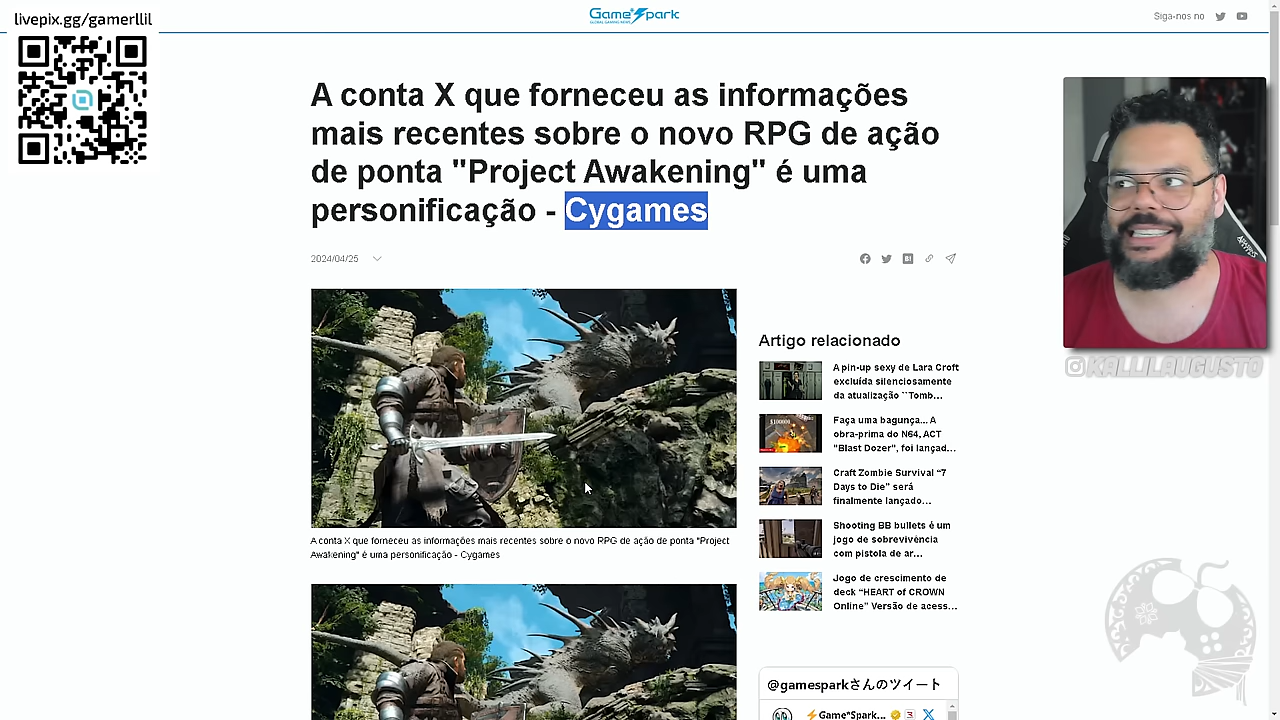 livepix.gg/gamerllil
Game*Spark
GLOBAL GAMING NEWS
Siga-nos no
A conta X que forneceu as informações
mais recentes sobre o novo RPG de ação
de ponta "Project Awakening" é uma
personificação - Cygames
2024/04/25
A conta X que forneceu as informações mais recentes sobre o novo RPG de ação de ponta "Project
Awakening" é uma personificação - Cygames
Artigo relacionado
A pin-up sexy de Lara Croft
excluída silenciosamente
da atualização ``Tomb...
Faça uma bagunça... A
obra-prima do N64, ACT
"Blast Dozer", foi lançad...
Craft Zombie Survival “7
Days to Die” será
finalmente lançado...
Shooting BB bullets é um
jogo de sobrevivência
com pistola de ar...
Jogo de crescimento de
deck “HEART of CROWN
Online” Versão de acess...
@gamesparkさんのツイート
⚡Game*Spark...
@KALLILAUGUSTO